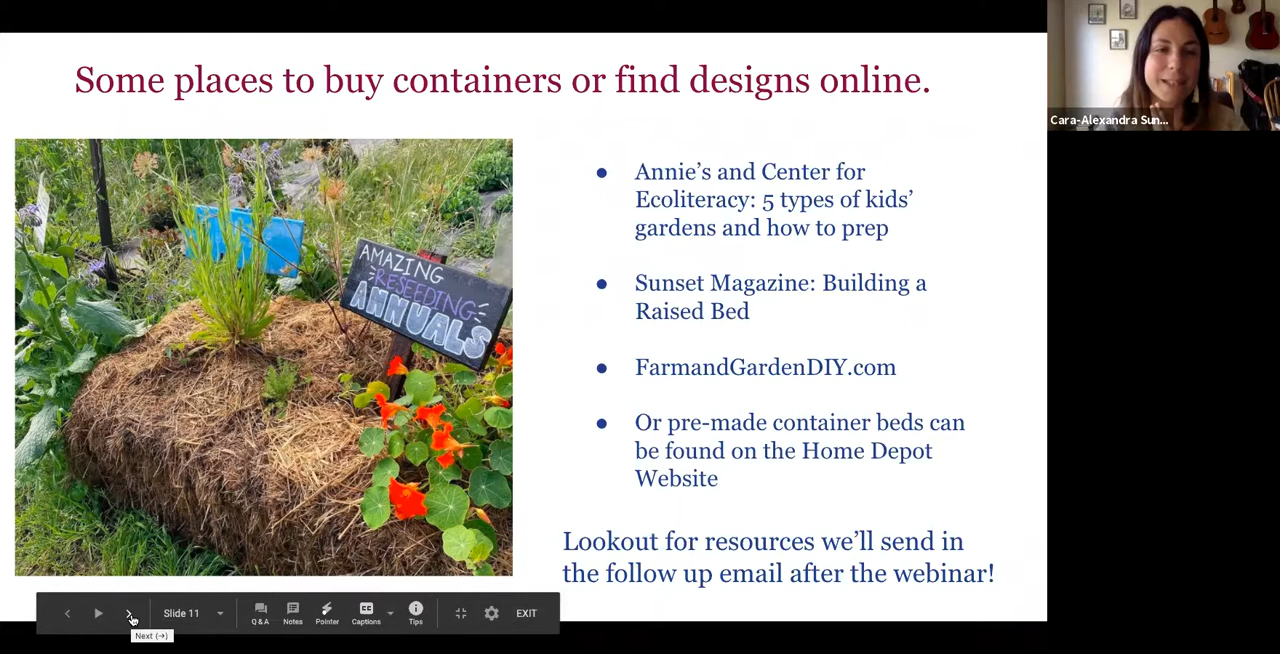 Some places to buy containers or find designs online.
Cara-Alexandra Sun...
AMAZING
RESEEDING
ANNUALS
● Annie’s and Center for
Ecoliteracy: 5 types of kids’
gardens and how to prep
● Sunset Magazine: Building a
Raised Bed
● FarmandGardenDIY.com
● Or pre-made container beds can
be found on the Home Depot
Website
Lookout for resources we’ll send in
the follow up email after the webinar!
Slide 11
Q & A
Notes
Pointer
CC
Captions
Tips
EXIT
Next (→)